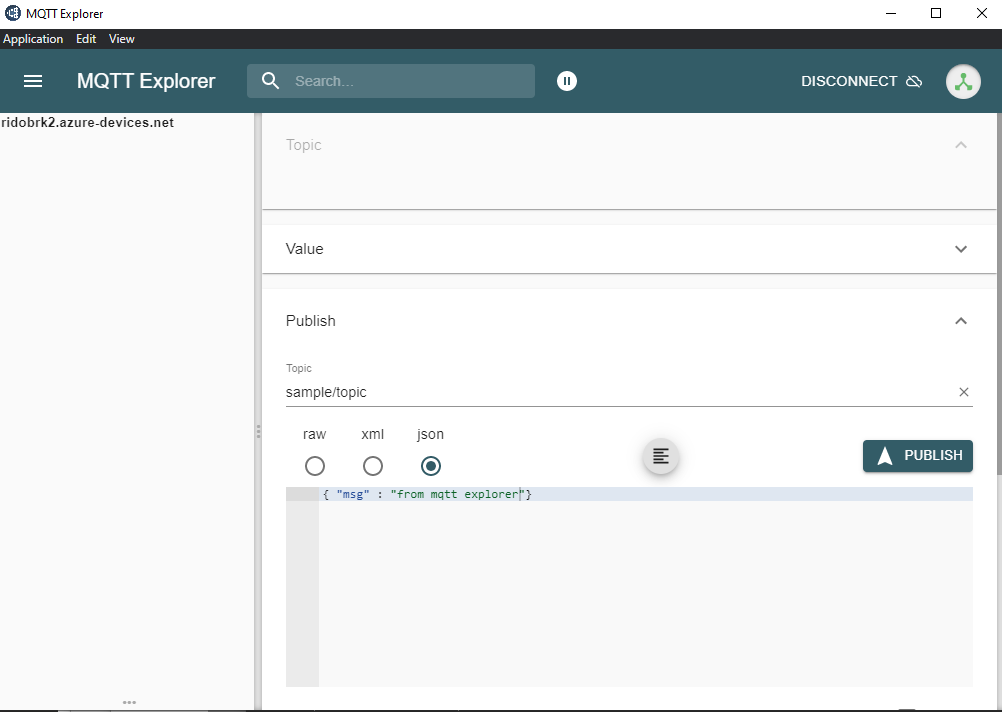 MQTT Explorer
Application Edit View
MQTT Explorer Search... DISCONNECT
ridobrk2.azure-devices.net
Topic
Value
Publish
Topic
sample/topic
raw xml json
PUBLISH
{ "msg" : "from mqtt explorer"}